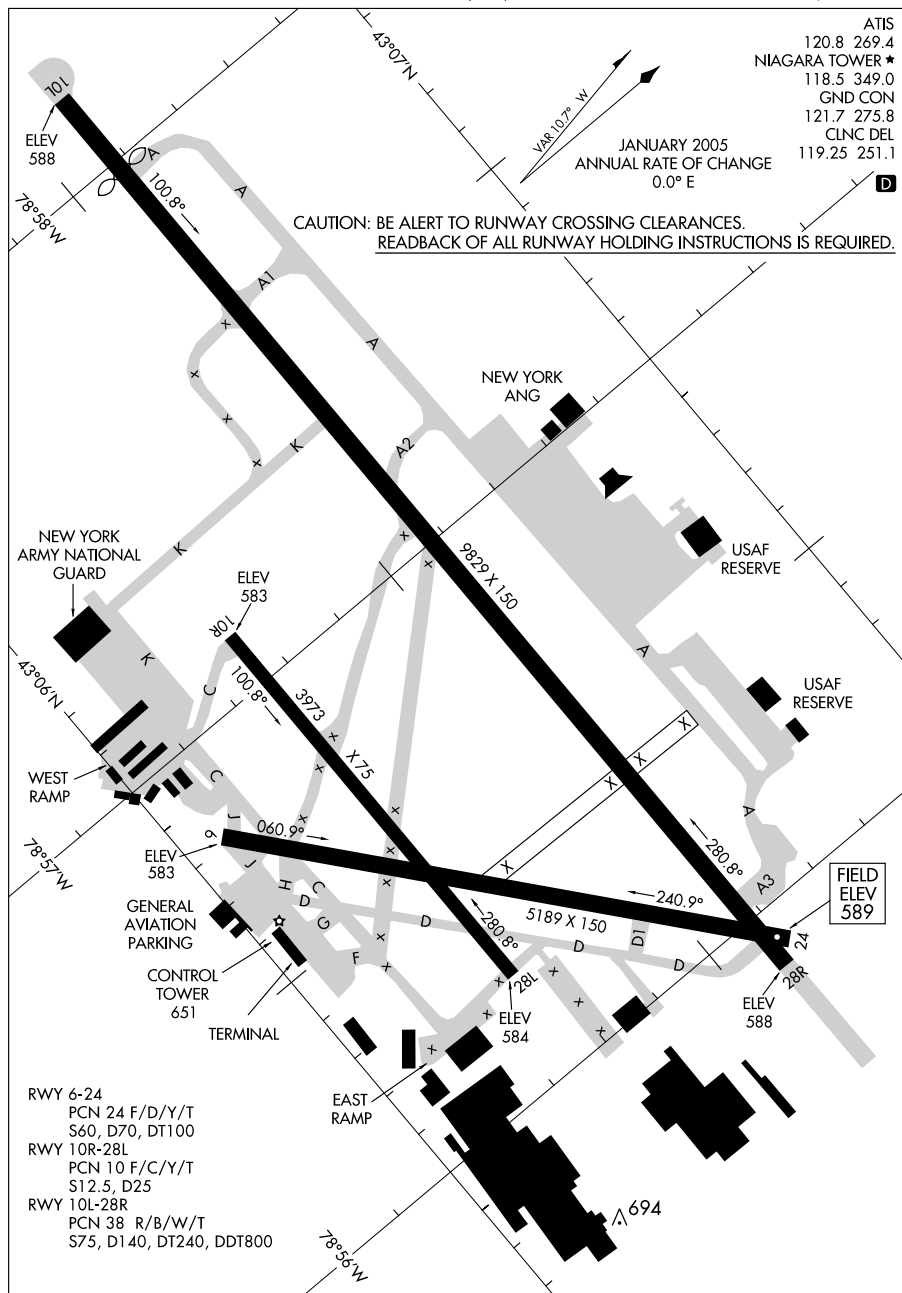 ATIS
120.8 269.4
NIAGARA TOWER ★
118.5 349.0
GND CON
121.7 275.8
CLNC DEL
119.25 251.1
D
43°07'N
VAR 10.7° W
JANUARY 2005
ANNUAL RATE OF CHANGE
0.0° E
CAUTION: BE ALERT TO RUNWAY CROSSING CLEARANCES.
READBACK OF ALL RUNWAY HOLDING INSTRUCTIONS IS REQUIRED.
10L
ELEV
588
A
A
100.8°
78°58'W
A1
A
NEW YORK
ANG
A2
K
K
9829 X 150
USAF
RESERVE
NEW YORK
ARMY NATIONAL
GUARD
ELEV
583
10R
K
C
100.8°
3973
X 75
43°06'N
A
USAF
RESERVE
X
X
X
X
WEST
RAMP
C
J
A
78°57'W
6
060.9°
ELEV
583
J
280.8°
A3
FIELD
ELEV
589
H
C
D
G
D
240.9°
5189 X 150
D1
D
D
24
GENERAL
AVIATION
PARKING
F
280.8°
28L
28R
CONTROL
TOWER
651
TERMINAL
ELEV
584
ELEV
588
EAST
RAMP
RWY 6-24
PCN 24 F/D/Y/T
S60, D70, DT100
RWY 10R-28L
PCN 10 F/C/Y/T
S12.5, D25
RWY 10L-28R
PCN 38 R/B/W/T
S75, D140, DT240, DDT800
694
78°56'W